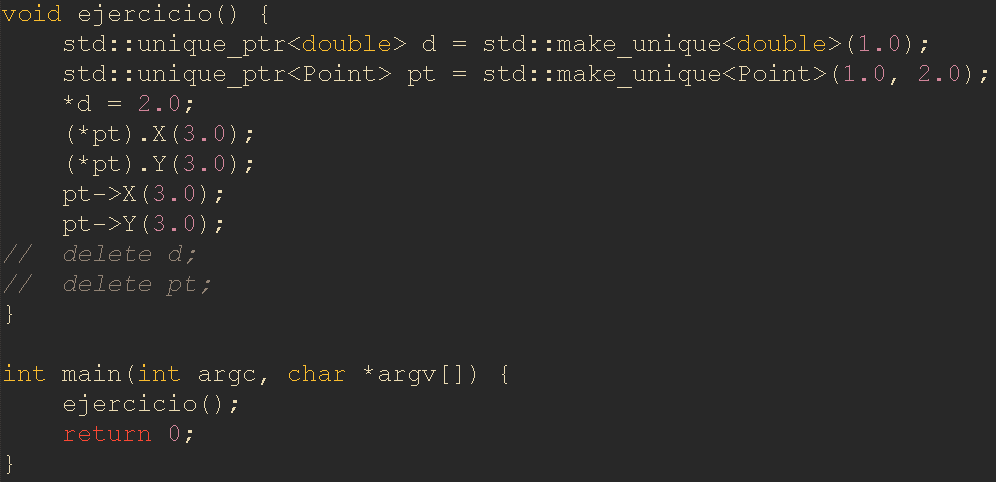 void ejercicio() {
    std::unique_ptr<double> d = std::make_unique<double>(1.0);
    std::unique_ptr<Point> pt = std::make_unique<Point>(1.0, 2.0);
    *d = 2.0;
    (*pt).X(3.0);
    (*pt).Y(3.0);
    pt->X(3.0);
    pt->Y(3.0);
//  delete d;
//  delete pt;
}

int main(int argc, char *argv[]) {
    ejercicio();
    return 0;
}